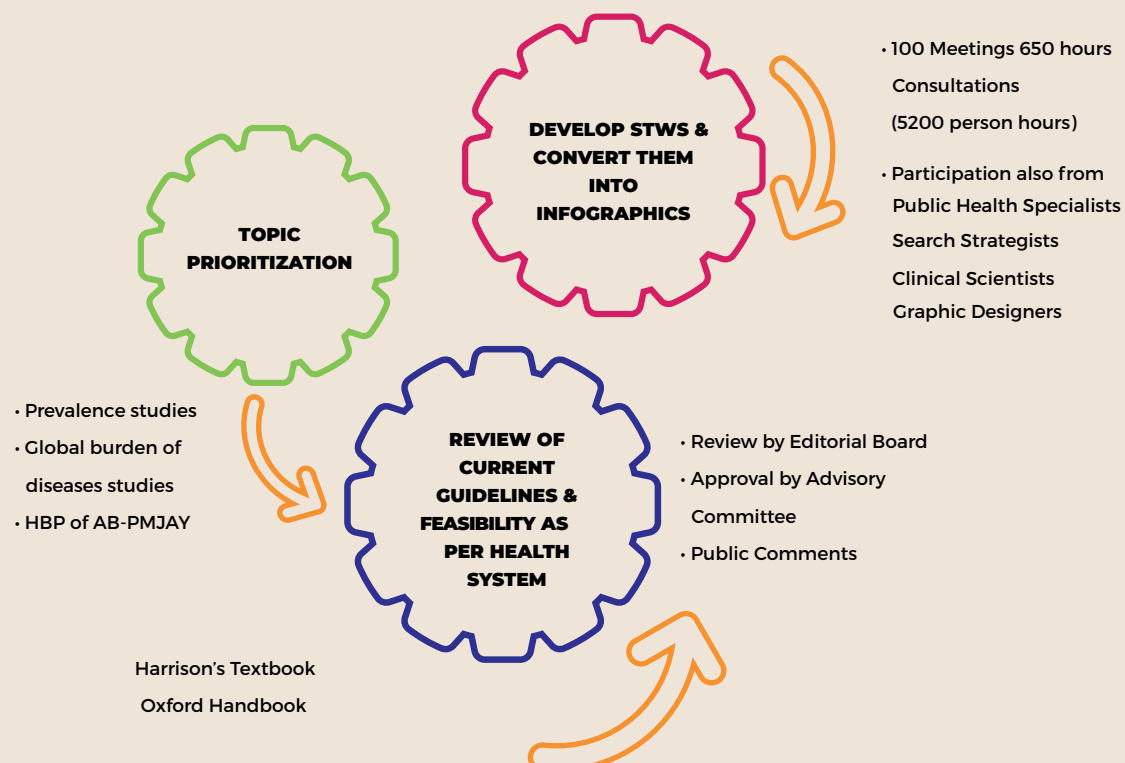 TOPIC
PRIORITIZATION
• Prevalence studies
• Global burden of
diseases studies
• HBP of AB-PMJAY
DEVELOP STWS &
CONVERT THEM
INTO
INFOGRAPHICS
• 100 Meetings 650 hours
Consultations
(5200 person hours)
• Participation also from
Public Health Specialists
Search Strategists
Clinical Scientists
Graphic Designers
REVIEW OF
CURRENT
GUIDELINES &
FEASIBILITY AS
PER HEALTH
SYSTEM
• Review by Editorial Board
• Approval by Advisory
Committee
• Public Comments
Harrison’s Textbook
Oxford Handbook